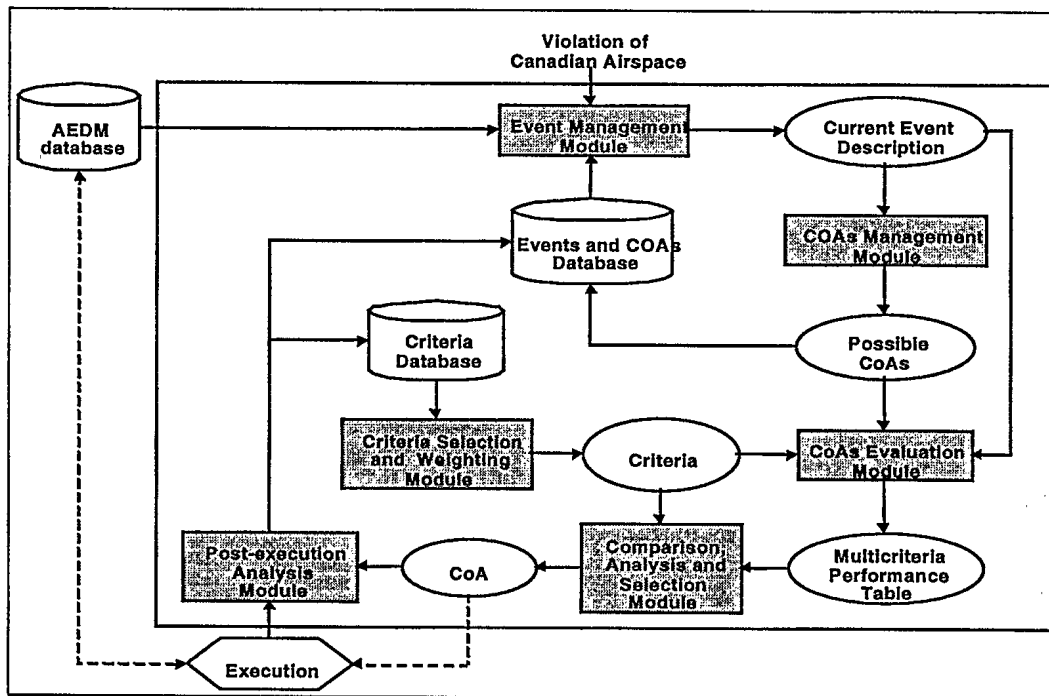 Violation of
Canadian Airspace
AEDM
database
Event Management
Module
Current Event
Description
COAs Management
Module
Events and COAs
Database
Criteria
Database
Possible
CoAs
Criteria Selection
and Weighting
Module
Criteria
CoAs Evaluation
Module
Post-execution
Analysis
Module
CoA
Comparison,
Analysis and
Selection
Module
Multicriteria
Performance
Table
Execution